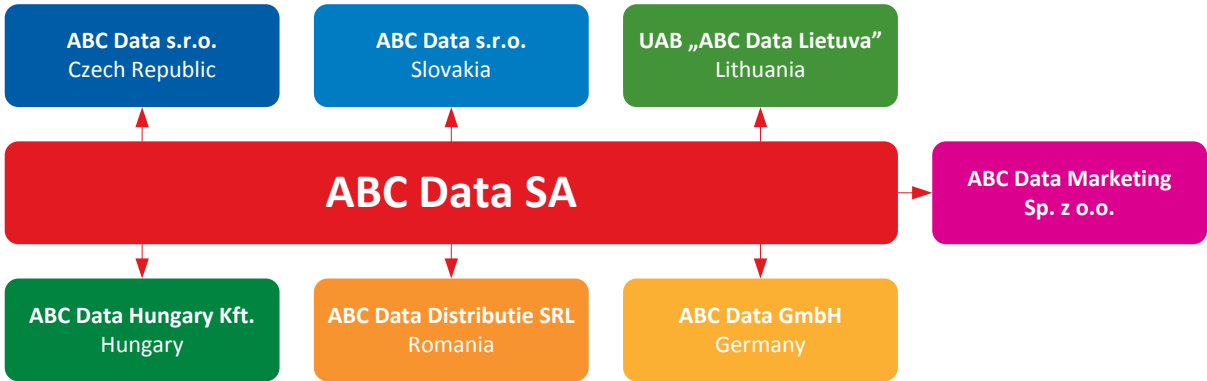 ABC Data s.r.o.
Czech Republic
ABC Data s.r.o.
Slovakia
UAB „ABC Data Lietuva”
Lithuania
ABC Data SA
ABC Data Marketing
Sp. z o.o.
ABC Data Hungary Kft.
Hungary
ABC Data Distributie SRL
Romania
ABC Data GmbH
Germany